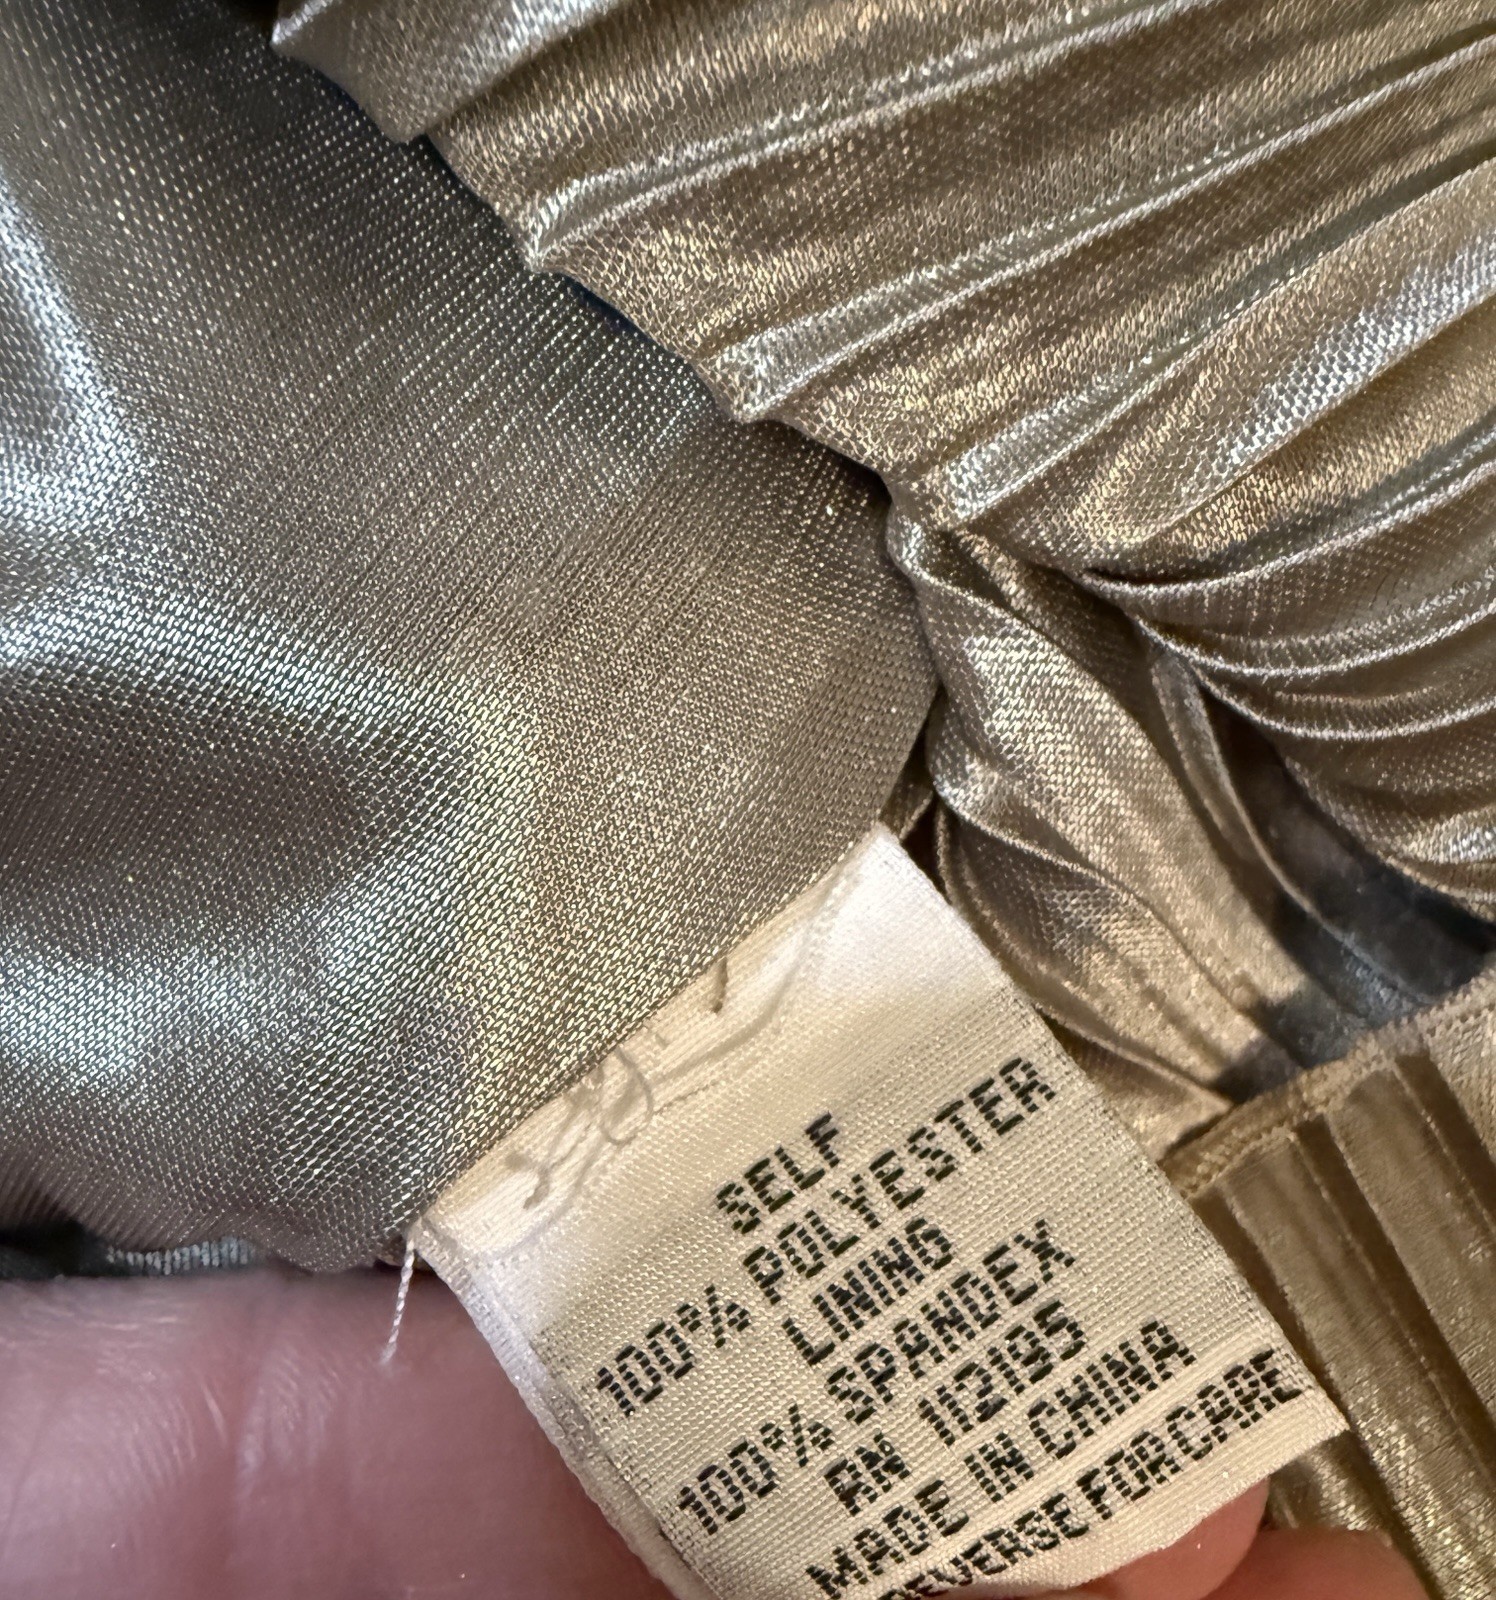 SELF
100% POLYESTER
LINING
100% SPANDEX
RN 112195
MADE IN CHINA
REVERSE FOR CARE